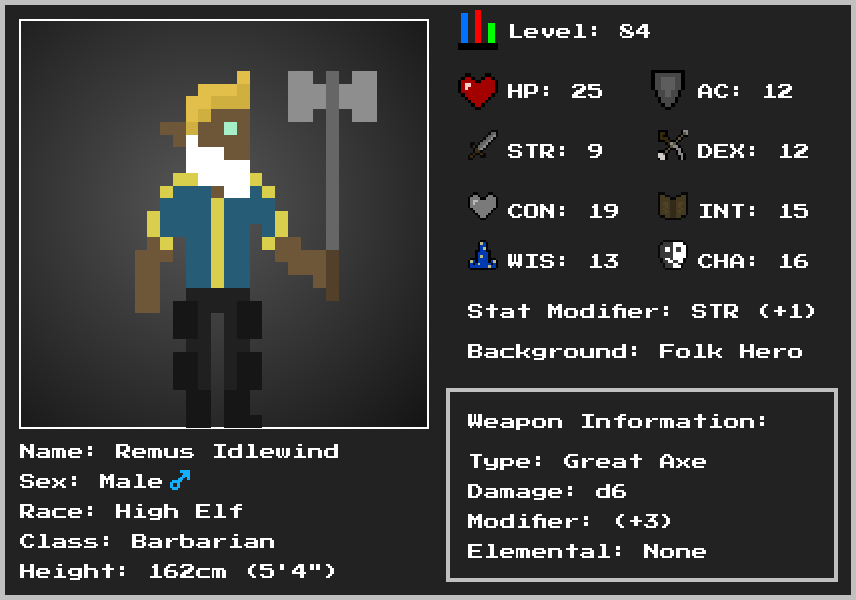 Level: 84
HP: 25
AC: 12
STR: 9
DEX: 12
CON: 19
INT: 15
WIS: 13
CHA: 16
Stat Modifier: STR (+1)
Background: Folk Hero
Weapon Information:
Type: Great Axe
Damage: d6
Modifier: (+3)
Elemental: None
Name: Remus Idlewind
Sex: Male♂
Race: High Elf
Class: Barbarian
Height: 162cm (5'4")